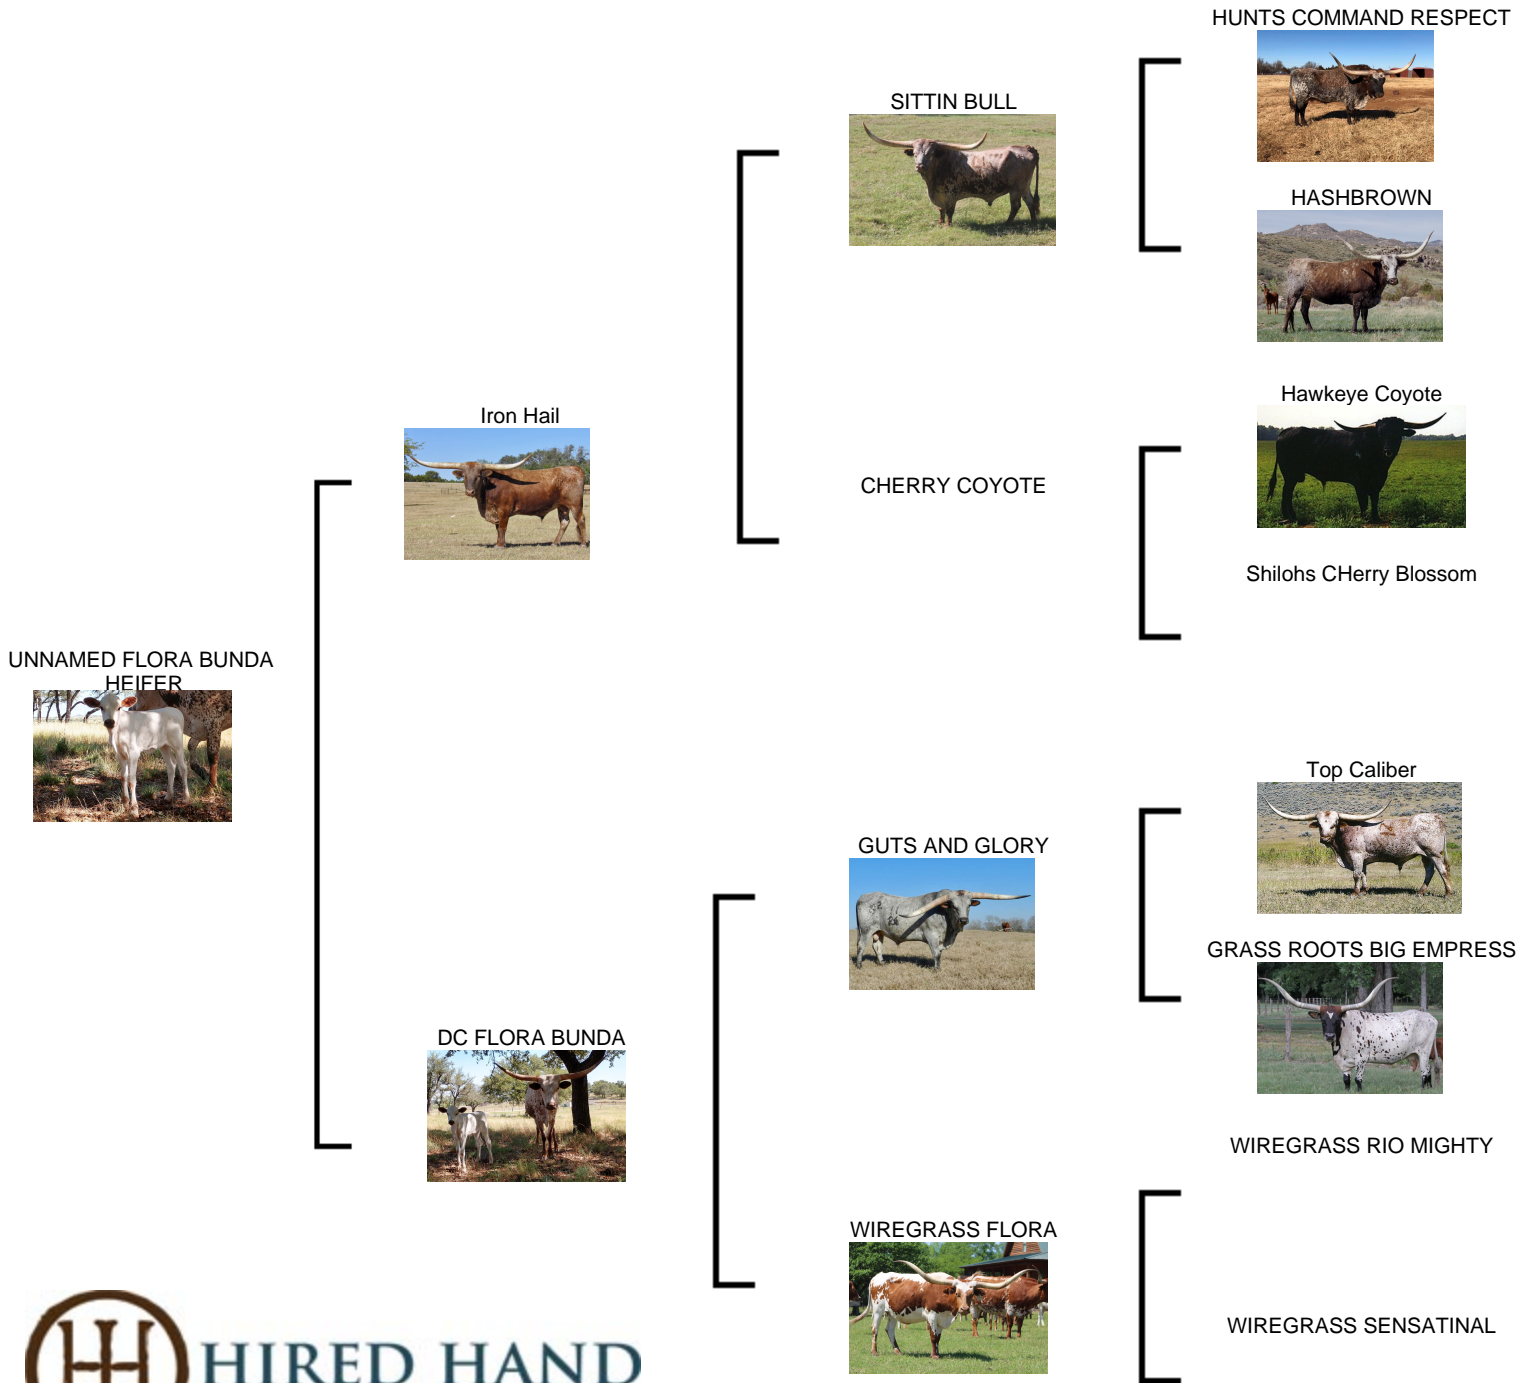 HUNTS COMMAND RESPECT
SITTIN BULL
HASHBROWN
Hawkeye Coyote
Iron Hail
CHERRY COYOTE
Shilohs CHerry Blossom
UNNAMED FLORA BUNDA
HEIFER
Top Caliber
GUTS AND GLORY
GRASS ROOTS BIG EMPRESS
DC FLORA BUNDA
WIREGRASS RIO MIGHTY
WIREGRASS FLORA
WIREGRASS SENSATINAL
HIRED HAND